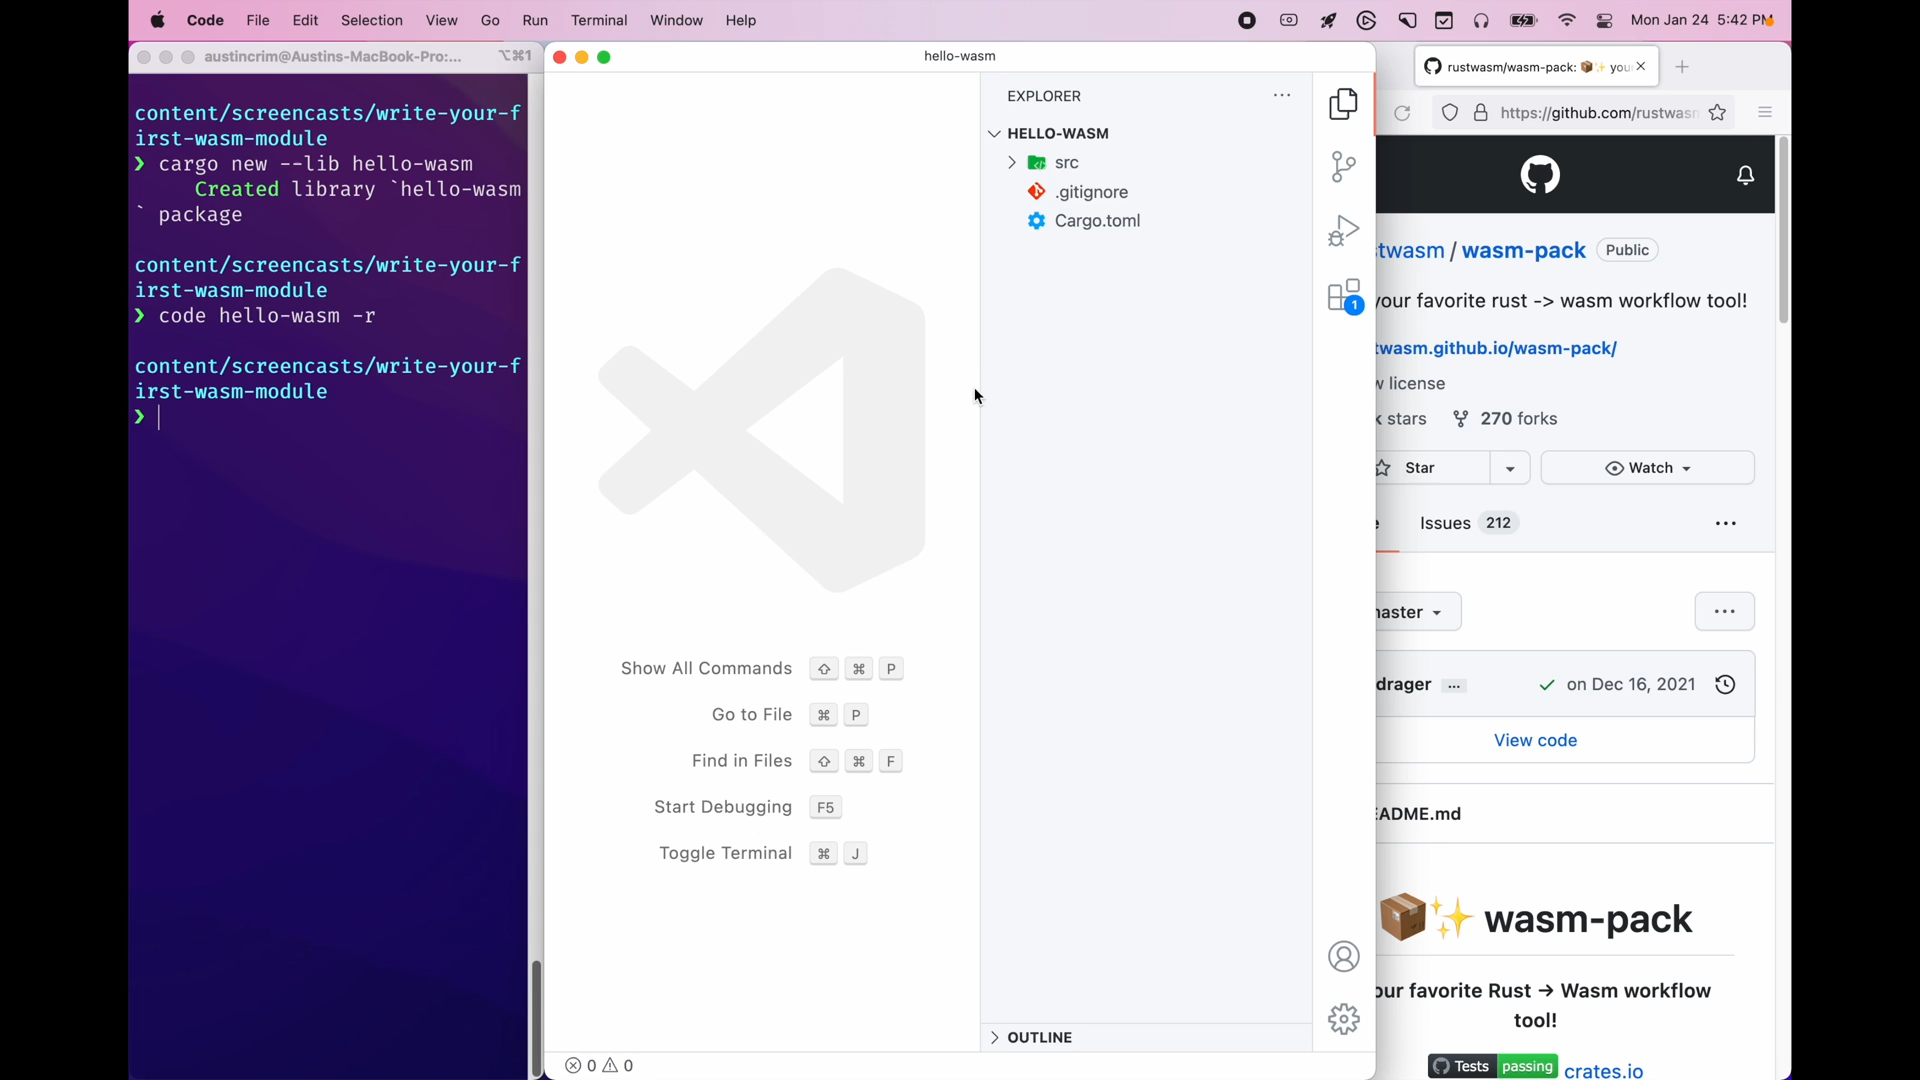 Code File Edit Selection View Go Run Terminal Window Help Mon Jan 24 5:42 PM
austincrim@Austins-MacBook-Pro:... ⌥⌘1
content/screencasts/write-your-f
irst-wasm-module
❯ cargo new --lib hello-wasm
Created library `hello-wasm
` package
content/screencasts/write-your-f
irst-wasm-module
❯ code hello-wasm -r
content/screencasts/write-your-f
irst-wasm-module
❯
hello-wasm
EXPLORER ...
HELLO-WASM
src
.gitignore
Cargo.toml
1
Show All Commands ⇧ ⌘ P
Go to File ⌘ P
Find in Files ⇧ ⌘ F
Start Debugging F5
Toggle Terminal ⌘ J
OUTLINE
0 0
rustwasm/wasm-pack: 📦✨ you
https://github.com/rustwasm
stwasm / wasm-pack Public
your favorite rust -> wasm workflow tool!
twasm.github.io/wasm-pack/
w license
k stars 270 forks
Star Watch
e Issues 212 ...
master ...
drager ... on Dec 16, 2021
View code
EADME.md
📦✨ wasm-pack
our favorite Rust → Wasm workflow
tool!
Tests passing crates.io